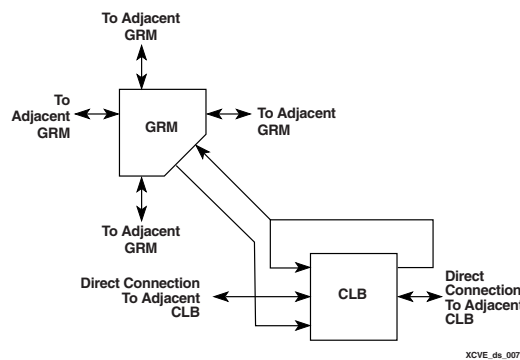 To Adjacent
GRM
To
Adjacent
GRM
GRM
To Adjacent
GRM
To Adjacent
GRM
Direct Connection
To Adjacent
CLB
CLB
Direct
Connection
To Adjacent
CLB
XCVE_ds_007